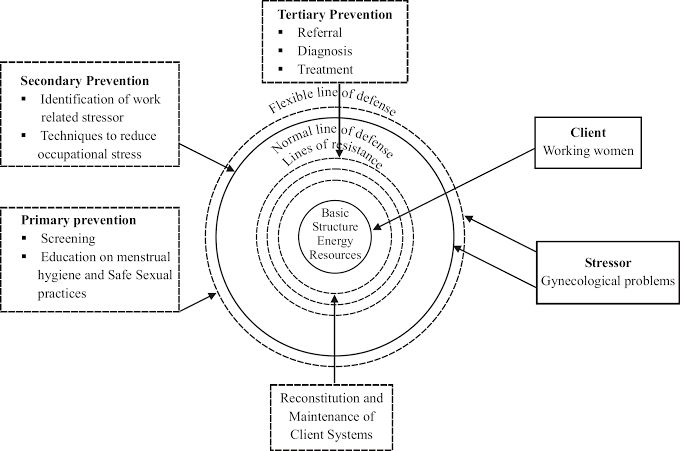 Tertiary Prevention
▪ Referral
▪ Diagnosis
▪ Treatment
Secondary Prevention
▪ Identification of work
related stressor
▪ Techniques to reduce
occupational stress
Flexible line of defense
Normal line of defense
Lines of resistance
Client
Working women
Primary prevention
▪ Screening
▪ Education on menstrual
hygiene and Safe Sexual
practices
Basic
Structure
Energy
Resources
Stressor
Gynecological problems
Reconstitution and
Maintenance of
Client Systems